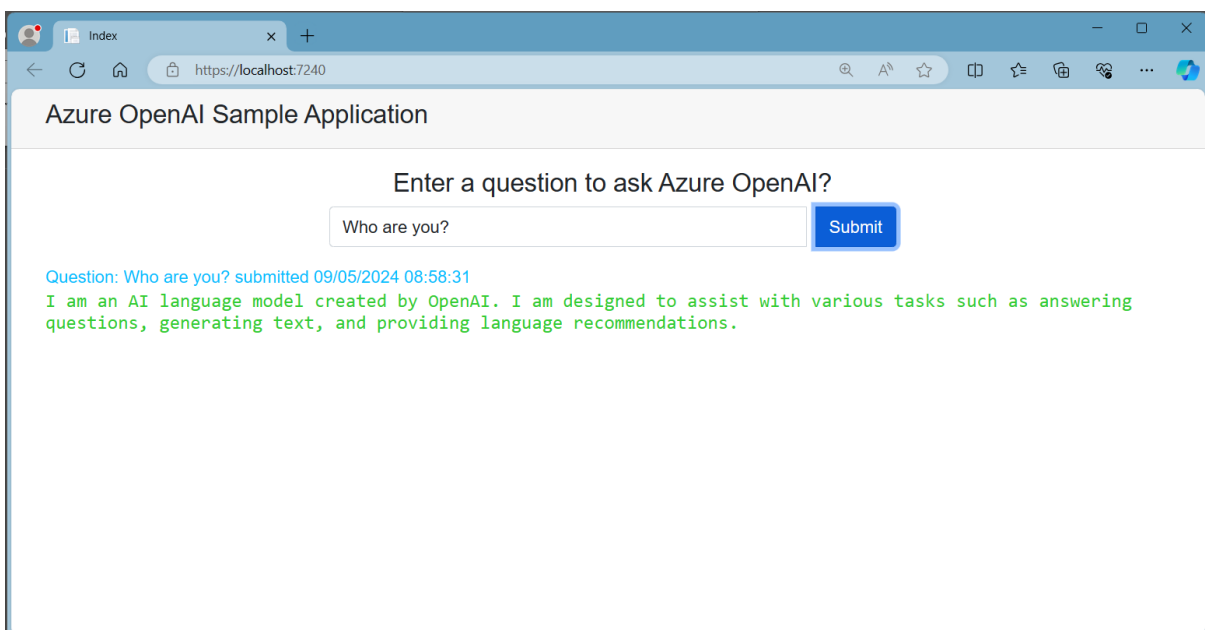 Index
https://localhost:7240
Azure OpenAI Sample Application
Enter a question to ask Azure OpenAI?
Who are you?
Submit
Question: Who are you? submitted 09/05/2024 08:58:31
I am an AI language model created by OpenAI. I am designed to assist with various tasks such as answering
questions, generating text, and providing language recommendations.